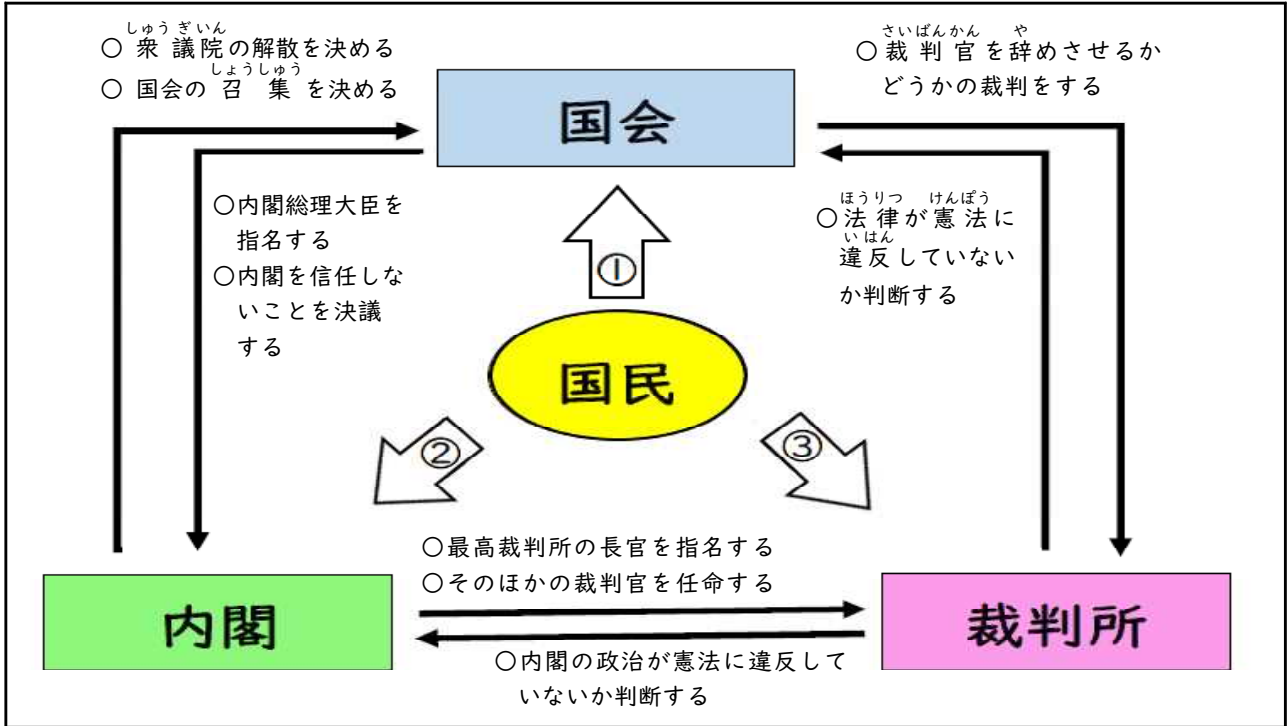 ○衆議院の解散を決める
○国会の召集を決める
しゅうぎいん
しょうしゅう
○裁判官を辞めさせるか
どうかの裁判をする
さいばんかん　や
国会
○内閣総理大臣を
指名する
○内閣を信任しな
いことを決議
する
○法律が憲法に
違反していない
か判断する
ほうりつ　けんぽう
いはん
①
国民
②
③
○最高裁判所の長官を指名する
○そのほかの裁判官を任命する
内閣
裁判所
○内閣の政治が憲法に違反して
いないか判断する